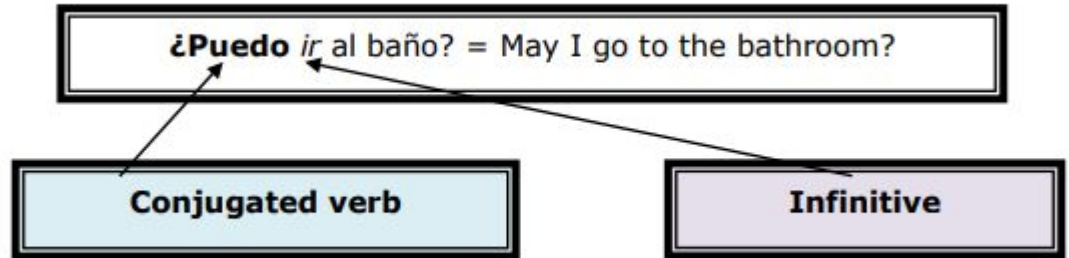 ¿Puedo ir al baño? = May I go to the bathroom?
Conjugated verb
Infinitive